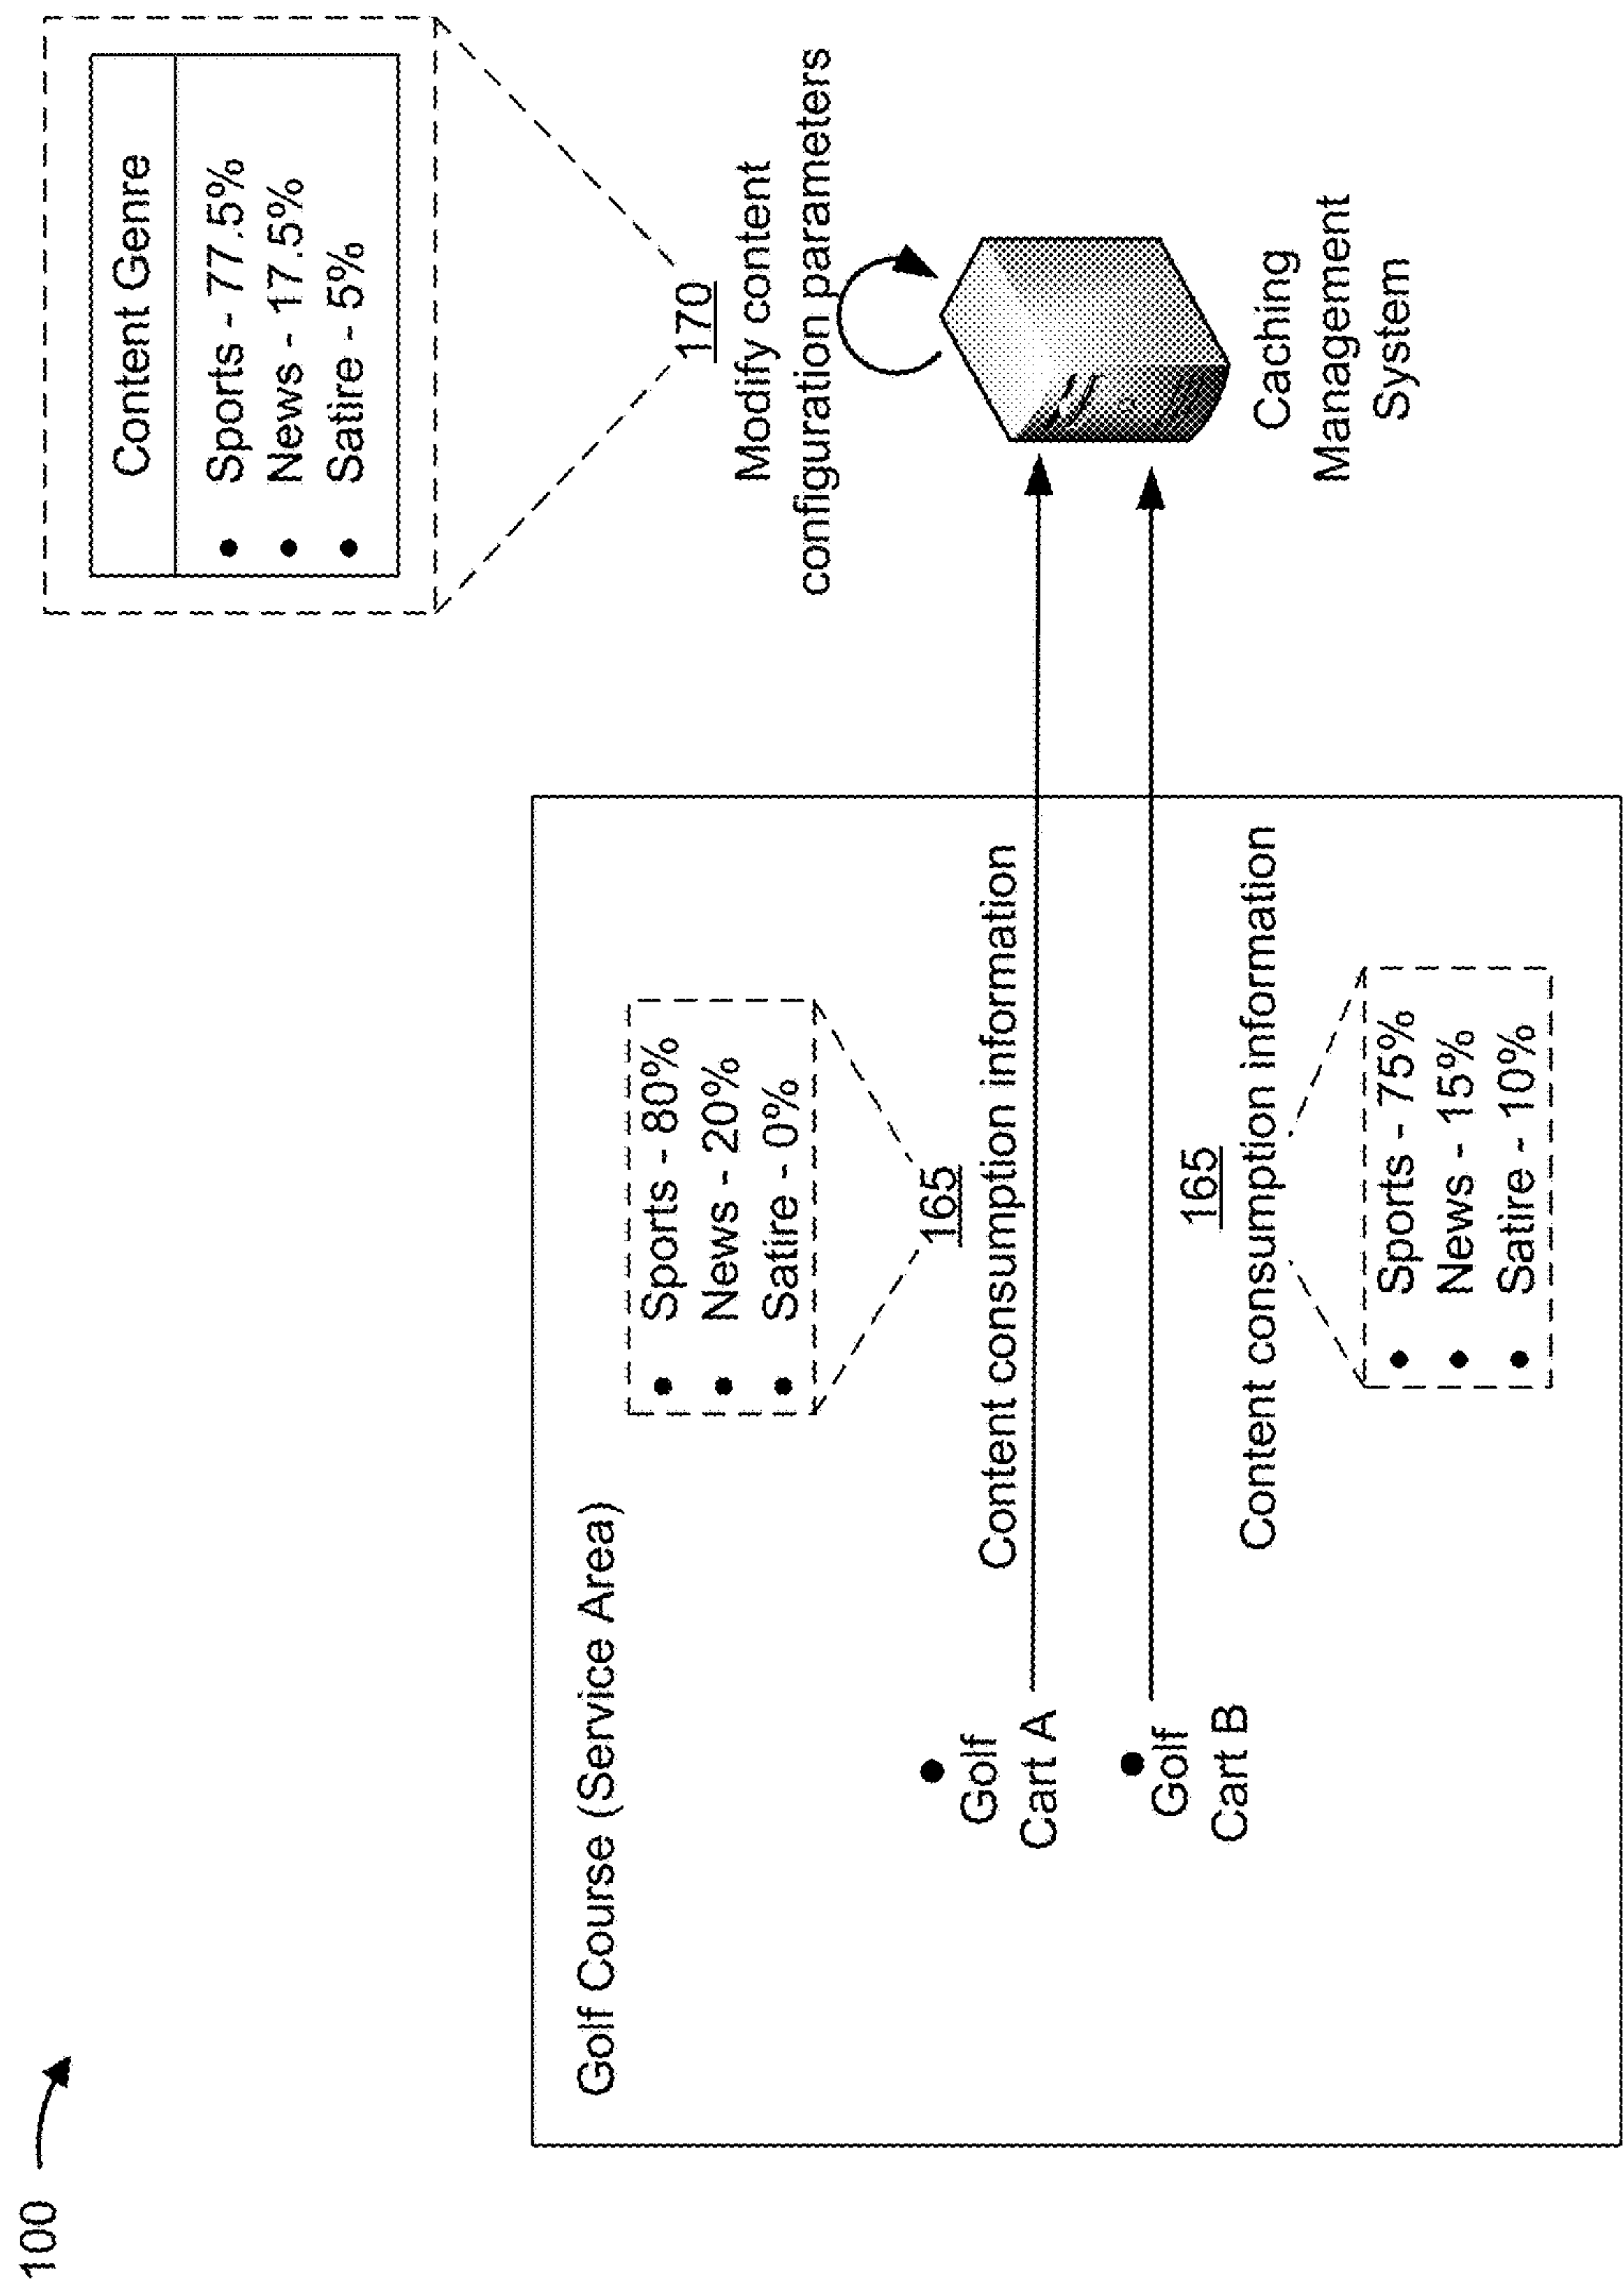 100
Golf Course (Service Area)
• Sports - 80%
• News - 20%
• Satire - 0%
165
Content consumption information
Golf
Cart A
Golf
Cart B
165
Content consumption information
• Sports - 75%
• News - 15%
• Satire - 10%
Content Genre
• Sports - 77.5%
• News - 17.5%
• Satire - 5%
170
Modify content
configuration parameters
Caching
Management
System